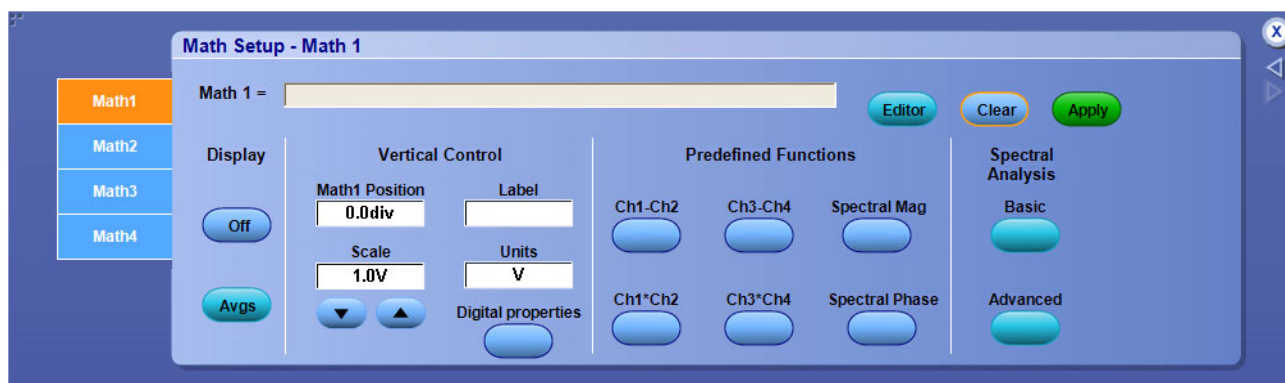 Math Setup - Math 1
X
Math1
Math2
Math3
Math4
Math 1 =
Editor
Clear
Apply
Display
Off
Avgs
Vertical Control
Math1 Position
0.0div
Label
Scale
1.0V
Units
V
Digital properties
Predefined Functions
Ch1-Ch2
Ch3-Ch4
Spectral Mag
Ch1*Ch2
Ch3*Ch4
Spectral Phase
Spectral
Analysis
Basic
Advanced